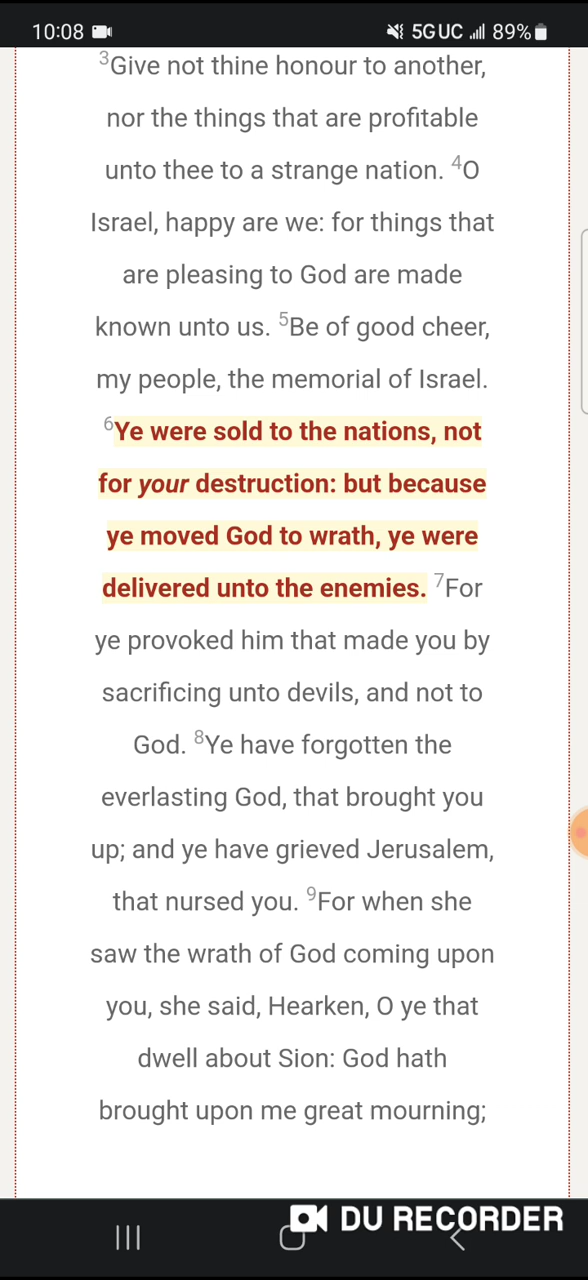 10:08 5G UC 89%
3Give not thine honour to another,
nor the things that are profitable
unto thee to a strange nation. 4O
Israel, happy are we: for things that
are pleasing to God are made
known unto us. 5Be of good cheer,
my people, the memorial of Israel.
6Ye were sold to the nations, not
for your destruction: but because
ye moved God to wrath, ye were
delivered unto the enemies. 7For
ye provoked him that made you by
sacrificing unto devils, and not to
God. 8Ye have forgotten the
everlasting God, that brought you
up; and ye have grieved Jerusalem,
that nursed you. 9For when she
saw the wrath of God coming upon
you, she said, Hearken, O ye that
dwell about Sion: God hath
brought upon me great mourning;
DU RECORDER